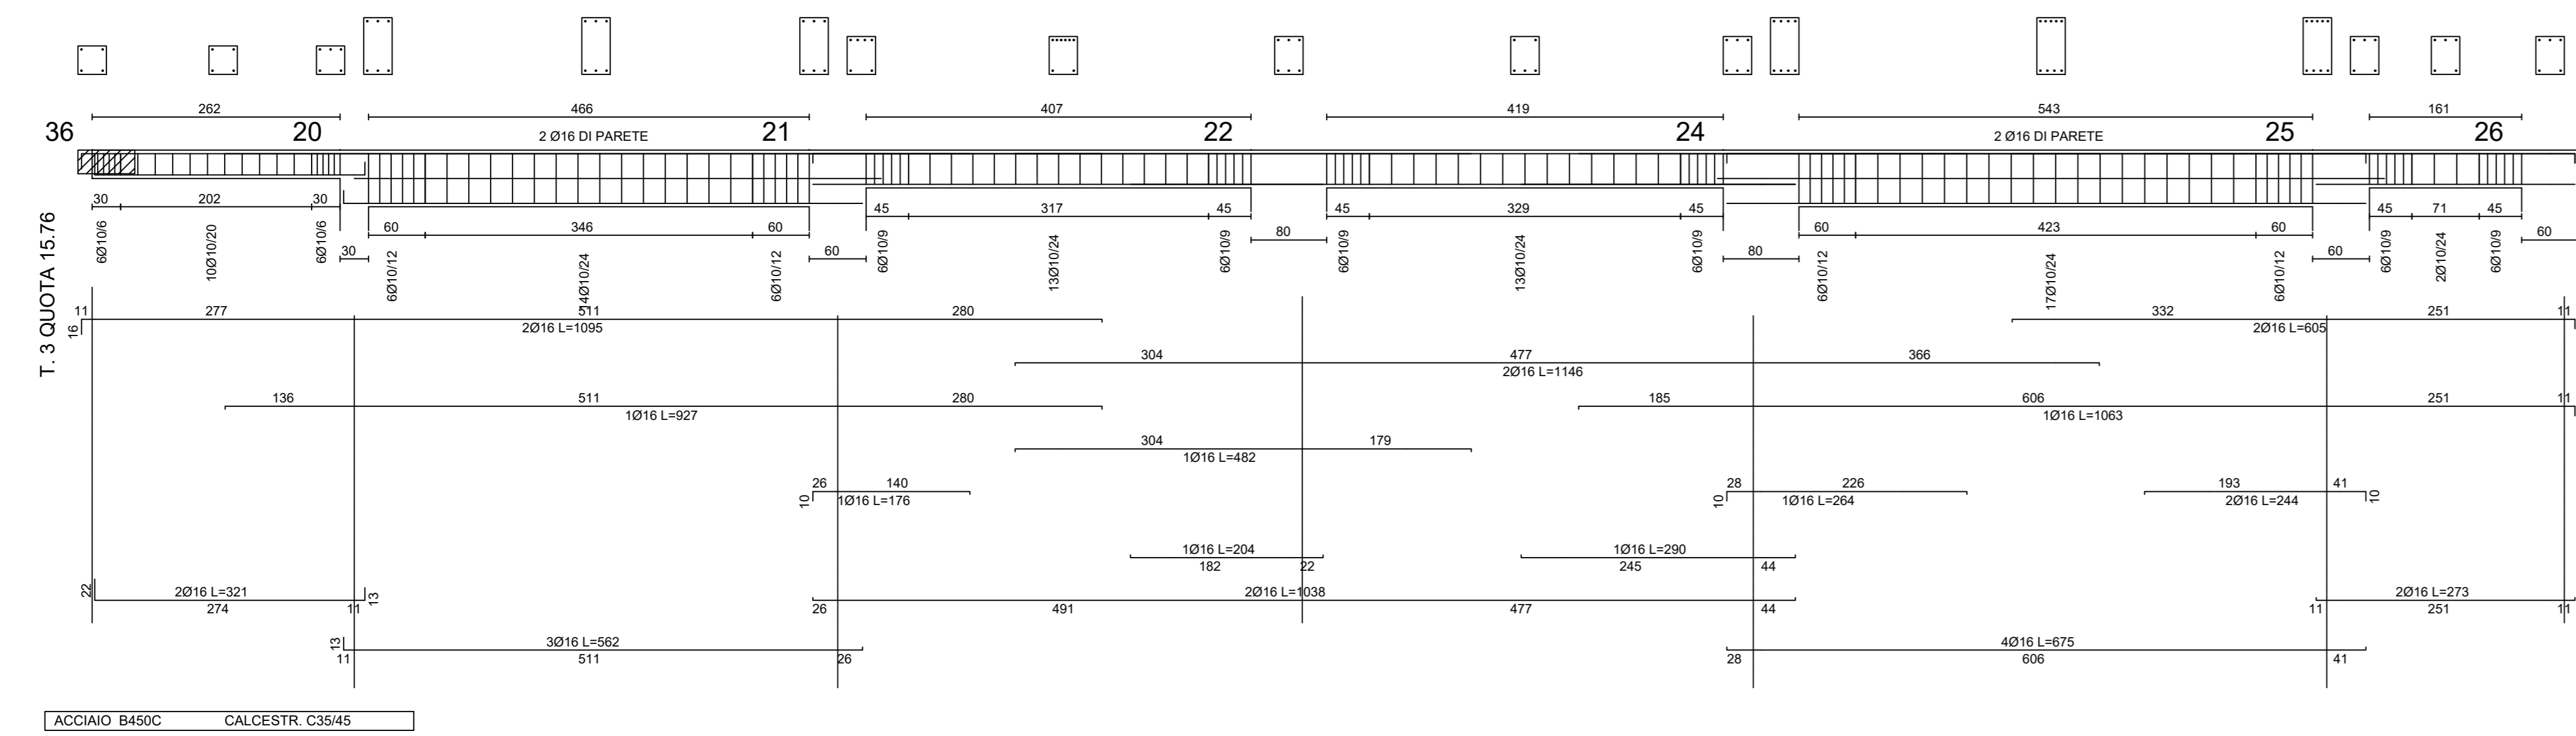 262
466
407
419
543
161
36
20
2 Ø16 DI PARETE
21
22
24
2 Ø16 DI PARETE
25
26
30
202
30
45
317
45
45
329
45
45
71
45
60
346
60
80
60
423
60
60
30
60
80
60
T. 3 QUOTA 15.76
6Ø10/6
10Ø10/20
6Ø10/6
6Ø10/12
14Ø10/24
6Ø10/12
6Ø10/9
13Ø10/24
6Ø10/9
6Ø10/9
13Ø10/24
6Ø10/9
6Ø10/12
17Ø10/24
6Ø10/12
6Ø10/9
2Ø10/24
6Ø10/9
11
277
511
280
332
251
11
16
2Ø16 L=1095
2Ø16 L=605
304
477
366
2Ø16 L=1146
136
511
280
185
606
251
11
1Ø16 L=927
1Ø16 L=1063
304
179
1Ø16 L=482
26
140
28
226
193
41
10
1Ø16 L=176
10
1Ø16 L=264
2Ø16 L=244
10
1Ø16 L=204
1Ø16 L=290
182
22
245
44
22
2Ø16 L=321
13
2Ø16 L=1038
2Ø16 L=273
274
11
26
491
477
44
11
251
11
13
3Ø16 L=562
4Ø16 L=675
11
511
26
28
606
41
ACCIAIO B450C CALCESTR. C35/45